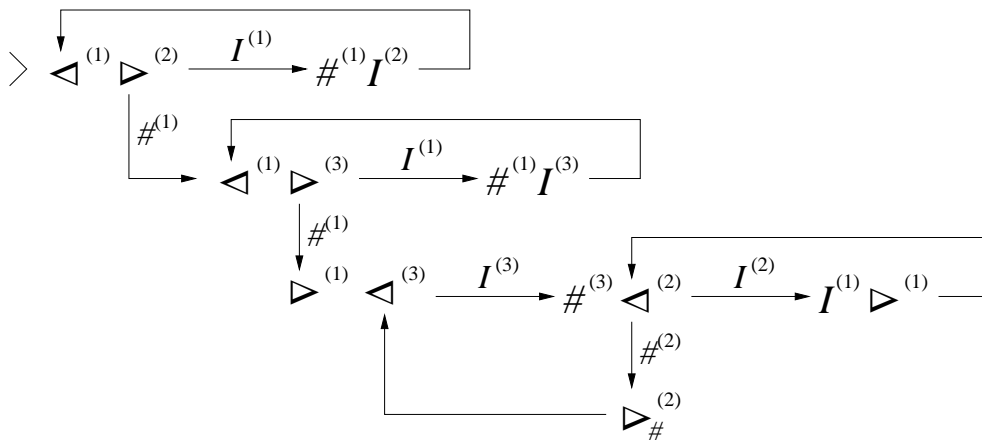 > ◁^(1) ▷^(2) I^(1) #^(1) I^(2)
#^(1)
◁^(1) ▷^(3) I^(1) #^(1) I^(3)
#^(1)
▷^(1) ◁^(3) I^(3) #^(3) ◁^(2) I^(2) I^(1) ▷^(1)
#^(2)
▷_#^(2)